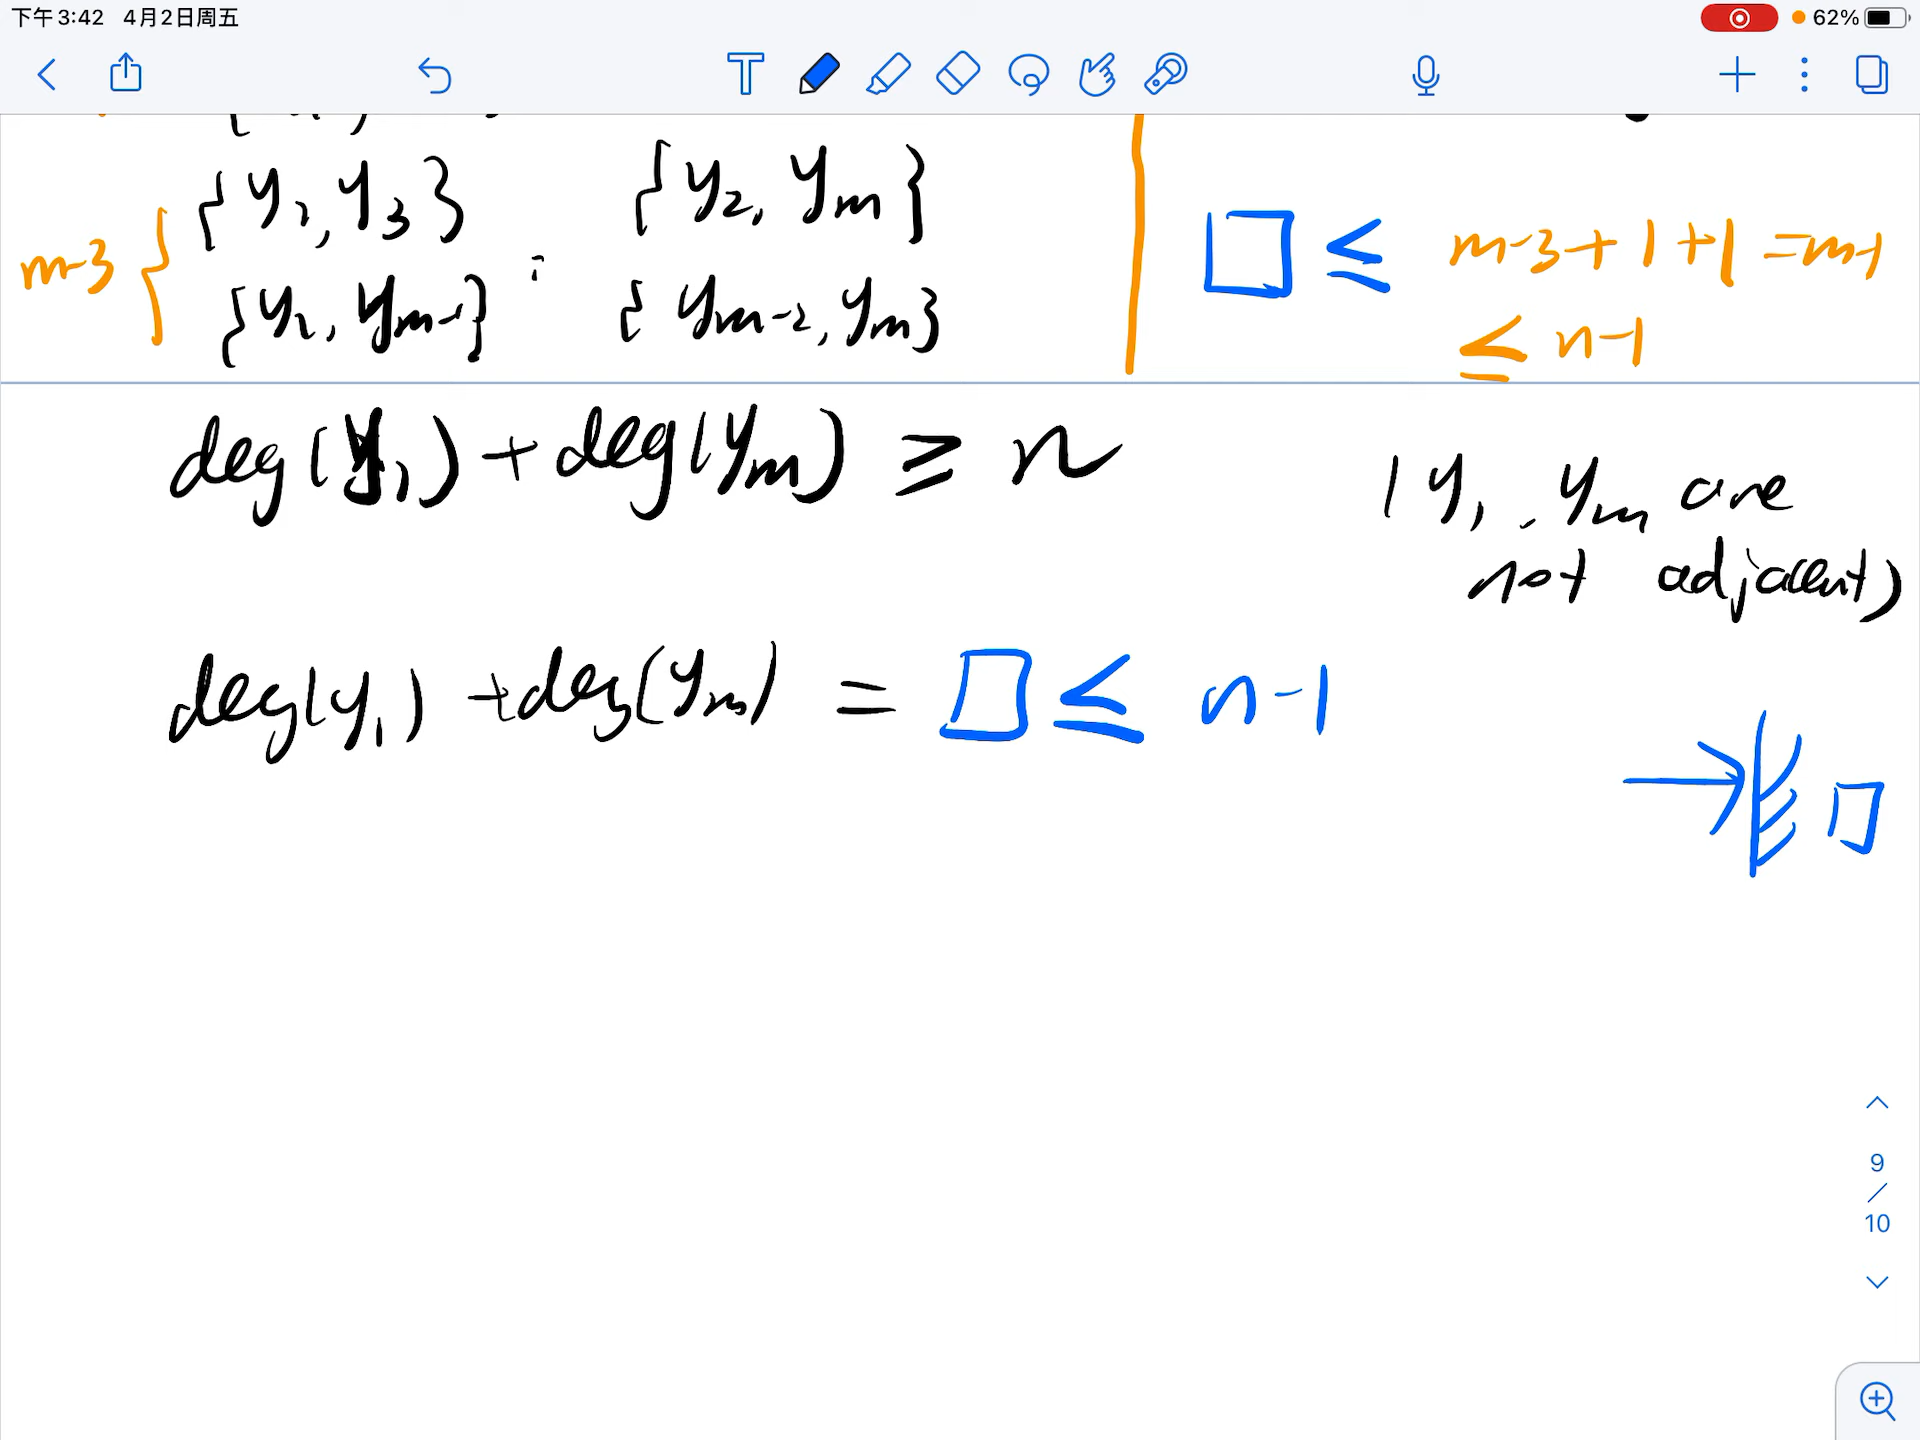 下午3:42 4月2日周五
62%
{y₂, y₃} {y₂, yₘ}
m-3 { :
{y₂, yₘ₋₁} {yₘ₋₂, yₘ}
□ ≤ m-3+1+1=m-1
≤ n-1
deg(y₁)+deg(yₘ) ≥ n
(y₁, yₘ are
not adjacent)
deg(y₁)+deg(yₘ) = □ ≤ n-1
→ □
9
/
10